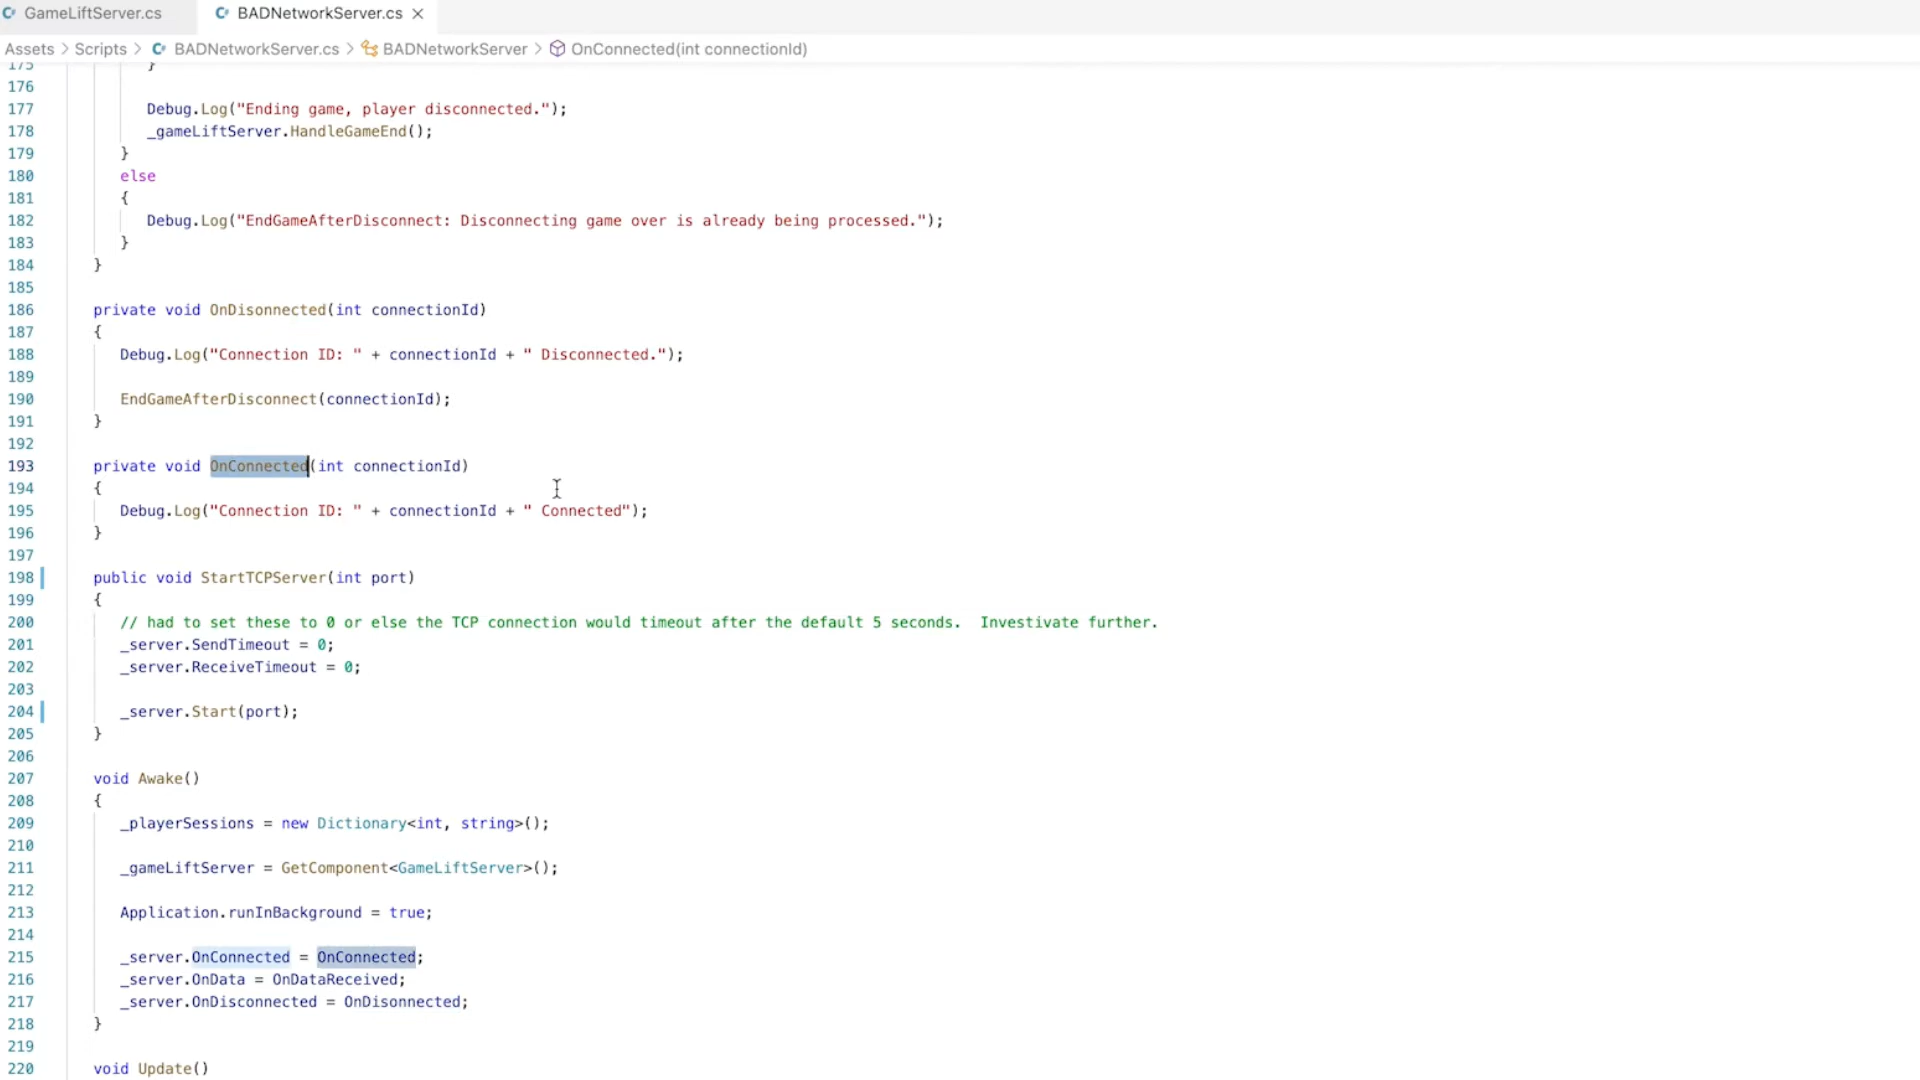 GameLiftServer.cs
BADNetworkServer.cs
Assets > Scripts > BADNetworkServer.cs > BADNetworkServer > OnConnected(int connectionId)
175 }
176
177 Debug.Log("Ending game, player disconnected.");
178 _gameLiftServer.HandleGameEnd();
179 }
180 else
181 {
182 Debug.Log("EndGameAfterDisconnect: Disconnecting game over is already being processed.");
183 }
184 }
185
186 private void OnDisonnected(int connectionId)
187 {
188 Debug.Log("Connection ID: " + connectionId + " Disconnected.");
189
190 EndGameAfterDisconnect(connectionId);
191 }
192
193 private void OnConnected(int connectionId)
194 {
195 Debug.Log("Connection ID: " + connectionId + " Connected");
196 }
197
198 public void StartTCPServer(int port)
199 {
200 // had to set these to 0 or else the TCP connection would timeout after the default 5 seconds.  Investivate further.
201 _server.SendTimeout = 0;
202 _server.ReceiveTimeout = 0;
203
204 _server.Start(port);
205 }
206
207 void Awake()
208 {
209 _playerSessions = new Dictionary<int, string>();
210
211 _gameLiftServer = GetComponent<GameLiftServer>();
212
213 Application.runInBackground = true;
214
215 _server.OnConnected = OnConnected;
216 _server.OnData = OnDataReceived;
217 _server.OnDisconnected = OnDisonnected;
218 }
219
220 void Update()